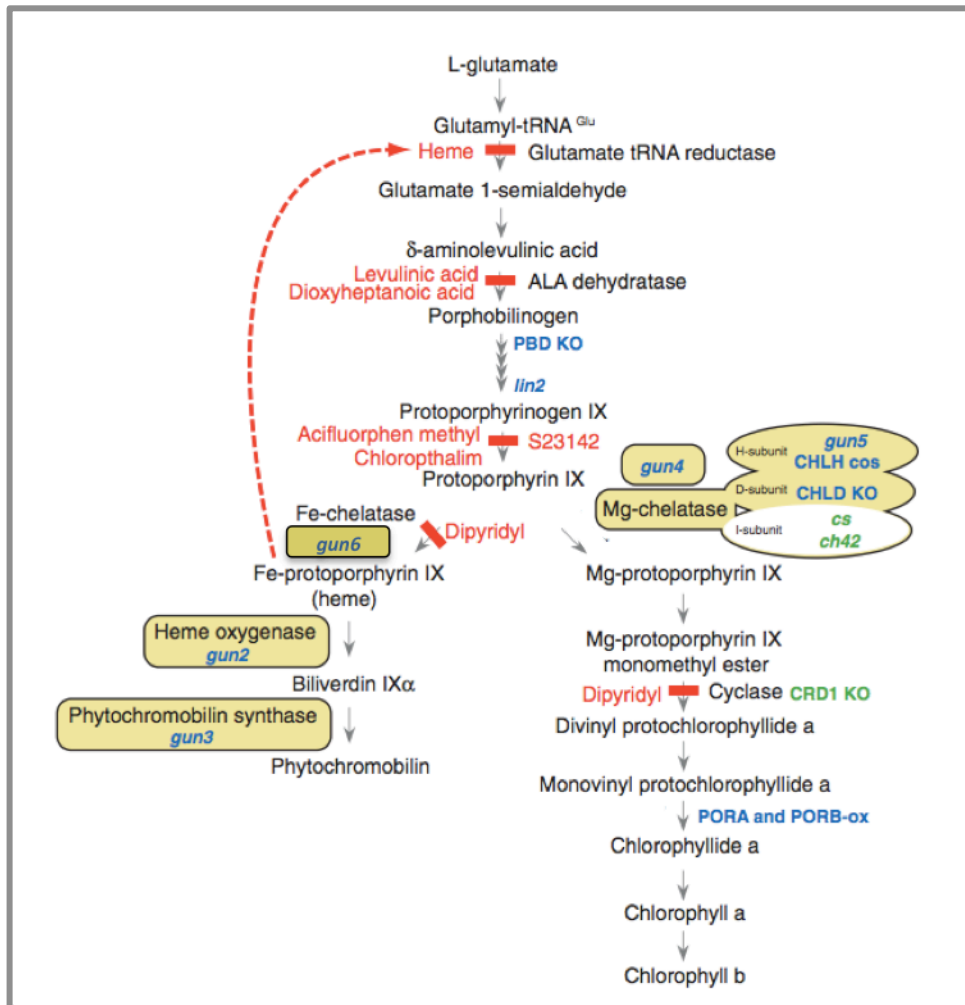 L-glutamate
Glutamyl-tRNA Glu
Heme
Glutamate tRNA reductase
Glutamate 1-semialdehyde
δ-aminolevulinic acid
Levulinic acid
Dioxyheptanoic acid
ALA dehydratase
Porphobilinogen
PBD KO
lin2
Protoporphyrinogen IX
Acifluorphen methyl
Chloropthalim
S23142
Protoporphyrin IX
gun4
Mg-chelatase
H-subunit
gun5
CHLH cos
D-subunit
CHLD KO
I-subunit
cs
ch42
Fe-chelatase
gun6
Dipyridyl
Fe-protoporphyrin IX
(heme)
Heme oxygenase
gun2
Biliverdin IXα
Phytochromobilin synthase
gun3
Phytochromobilin
Mg-protoporphyrin IX
Mg-protoporphyrin IX
monomethyl ester
Dipyridyl
Cyclase
CRD1 KO
Divinyl protochlorophyllide a
Monovinyl protochlorophyllide a
PORA and PORB-ox
Chlorophyllide a
Chlorophyll a
Chlorophyll b